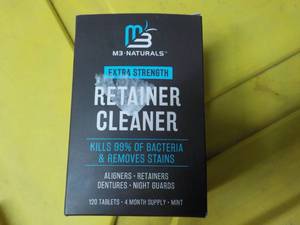 M3
M3·NATURALS™
EXTRA STRENGTH
RETAINER
CLEANER
KILLS 99% OF BACTERIA
& REMOVES STAINS
ALIGNERS · RETAINERS
DENTURES · NIGHT GUARDS
120 TABLETS · 4 MONTH SUPPLY · MINT